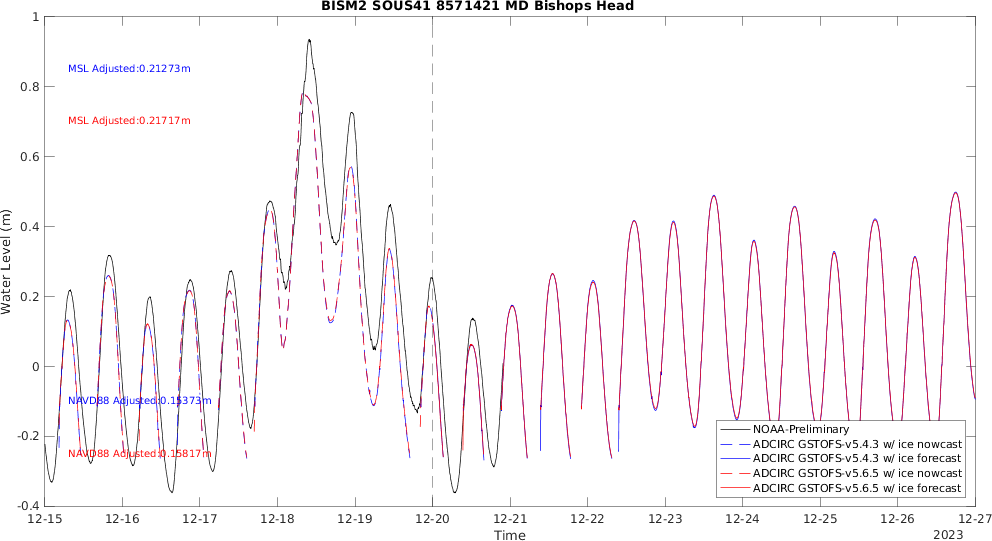 BISM2 SOUS41 8571421 MD Bishops Head
1
0.8
0.6
0.4
0.2
0
-0.2
-0.4
Water Level (m)
MSL Adjusted:0.21273m
MSL Adjusted:0.21717m
NAVD88 Adjusted:0.15373m
NAVD88 Adjusted:0.15817m
NOAA-Preliminary
ADCIRC GSTOFS-v5.4.3 w/ ice nowcast
ADCIRC GSTOFS-v5.4.3 w/ ice forecast
ADCIRC GSTOFS-v5.6.5 w/ ice nowcast
ADCIRC GSTOFS-v5.6.5 w/ ice forecast
12-15 12-16 12-17 12-18 12-19 12-20 12-21 12-22 12-23 12-24 12-25 12-26 12-27
Time
2023